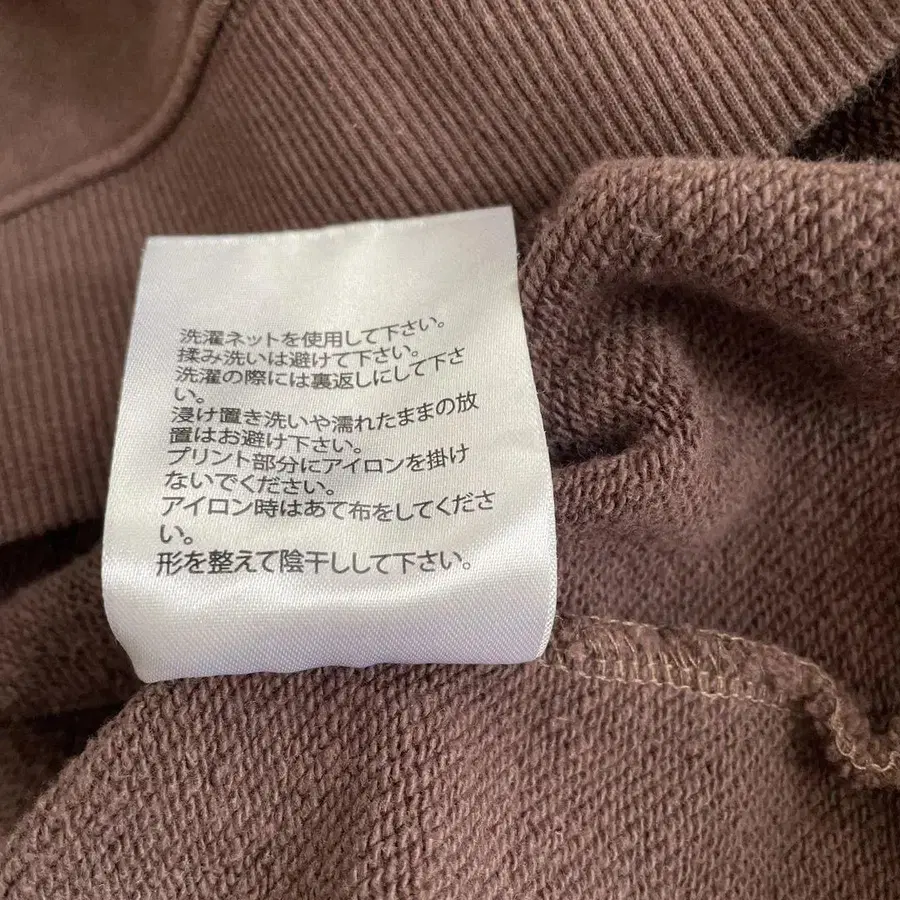 洗濯ネットを使用して下さい。
揉み洗いは避けて下さい。
洗濯の際には裏返しにして下さ
い。
浸け置き洗いや濡れたままの放
置はお避け下さい。
プリント部分にアイロンを掛け
ないでください。
アイロン時はあて布をしてくださ
い。
形を整えて陰干しして下さい。